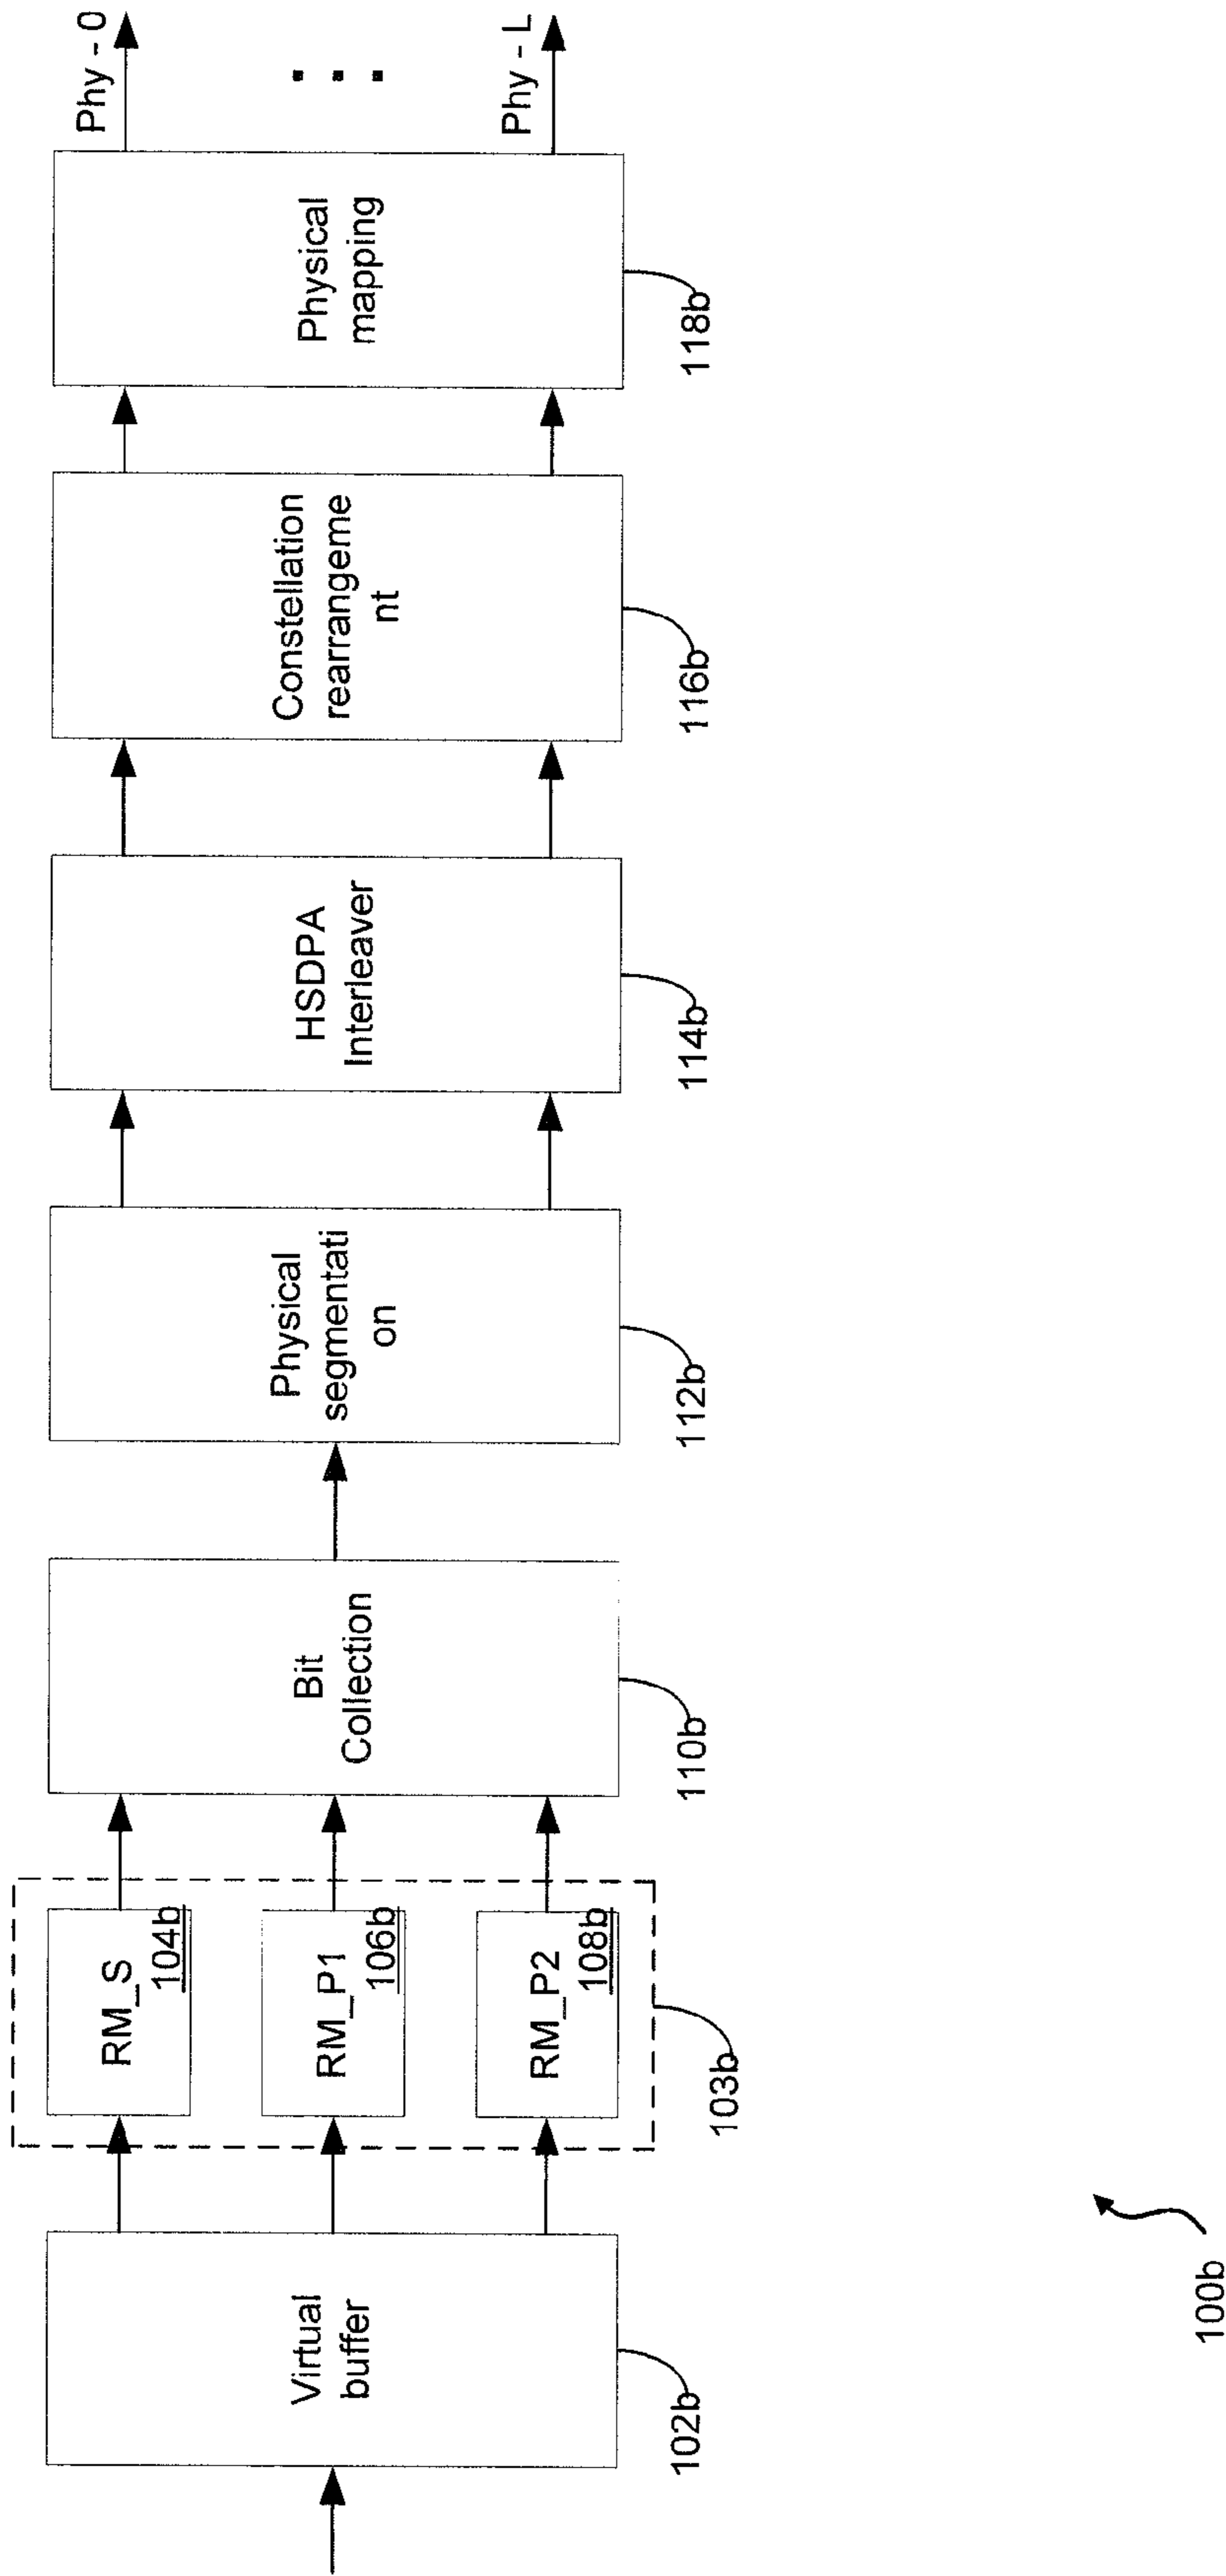 Virtual
buffer
102b
RM_S
104b
RM_P1
106b
RM_P2
108b
103b
Bit
Collection
110b
Physical
segmentati
on
112b
HSDPA
Interleaver
114b
Constellation
rearrangeme
nt
116b
Physical
mapping
118b
Phy - 0
Phy - L
100b